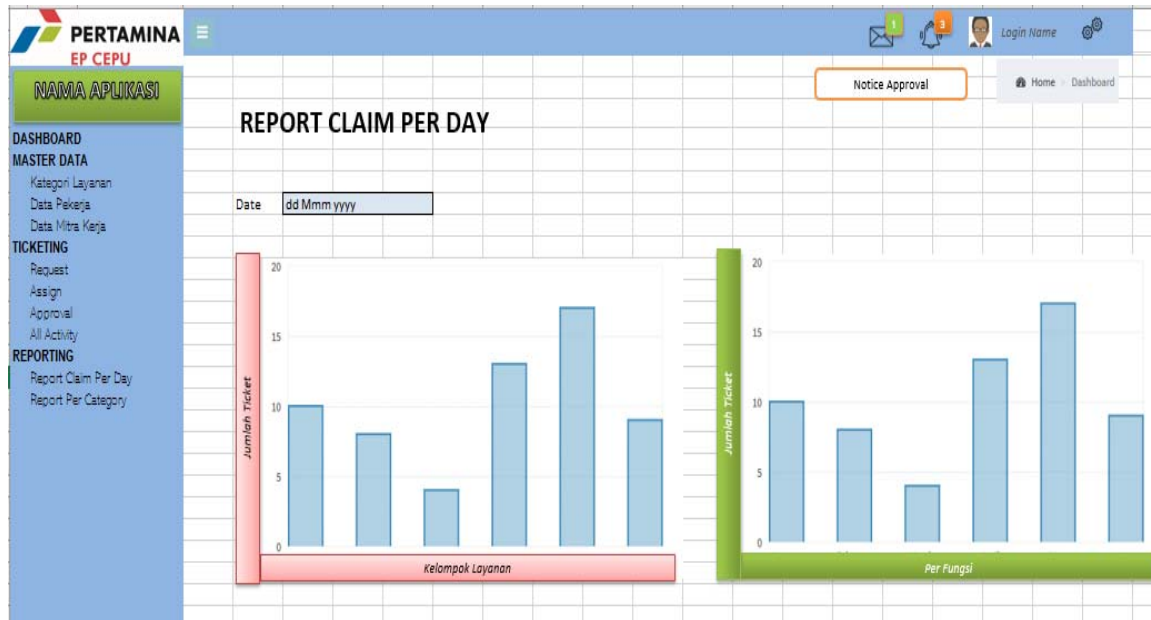 PERTAMINA
EP CEPU
1
3
Login Name
NAMA APLIKASI
Notice Approval
Home
Dashboard
REPORT CLAIM PER DAY
DASHBOARD
MASTER DATA
Kategori Layanan
Data Pekerja
Data Mitra Kerja
TICKETING
Request
Assign
Approval
All Activity
REPORTING
Report Claim Per Day
Report Per Category
Date
dd Mmm yyyy
Jumlah Ticket
20
15
10
5
0
Kelompok Layanan
Jumlah Ticket
20
15
10
5
0
Per Fungsi